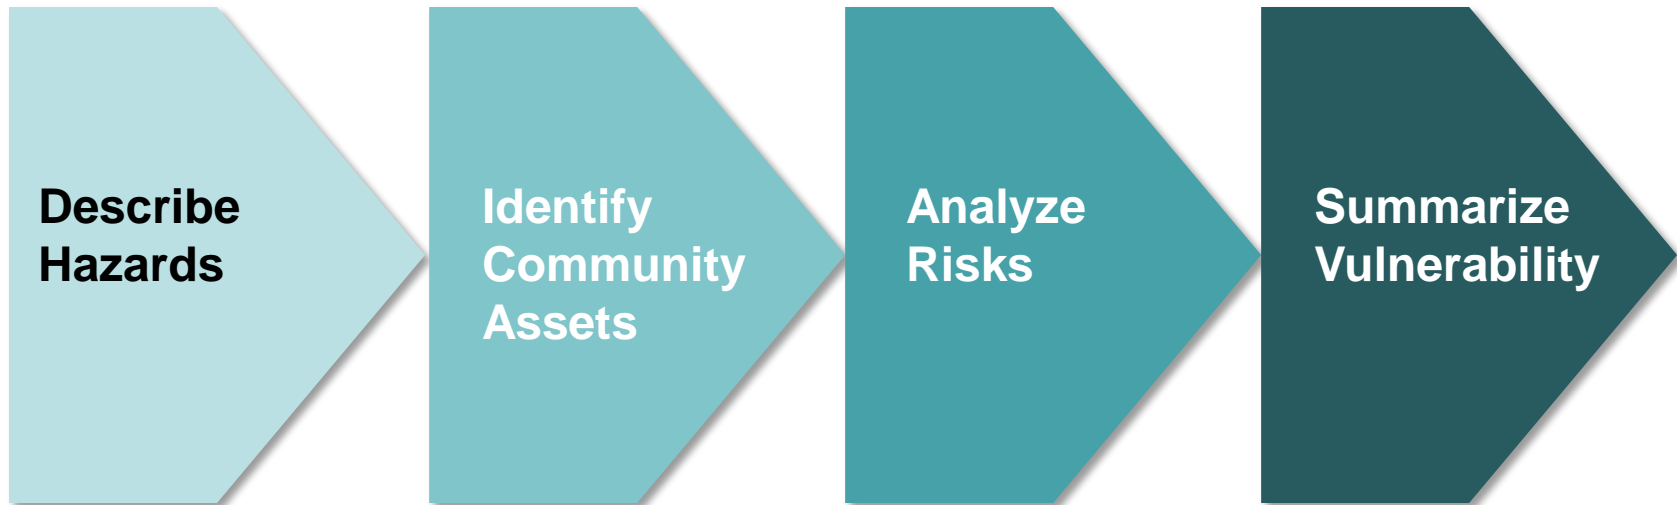 Describe
Hazards
Identify
Community
Assets
Analyze
Risks
Summarize
Vulnerability